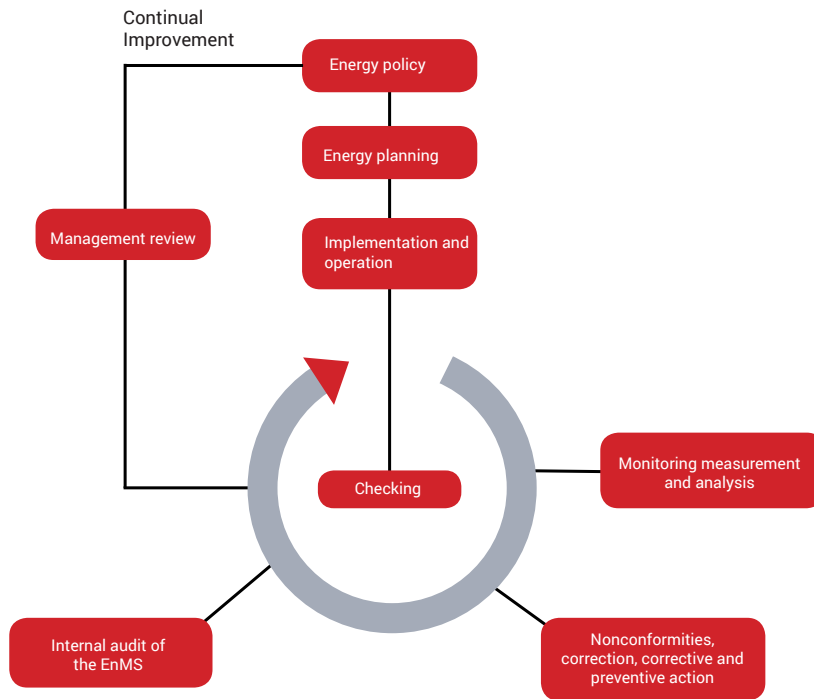 Continual
Improvement
Energy policy
Energy planning
Implementation and
operation
Management review
Checking
Monitoring measurement
and analysis
Internal audit of
the EnMS
Nonconformities,
correction, corrective and
preventive action